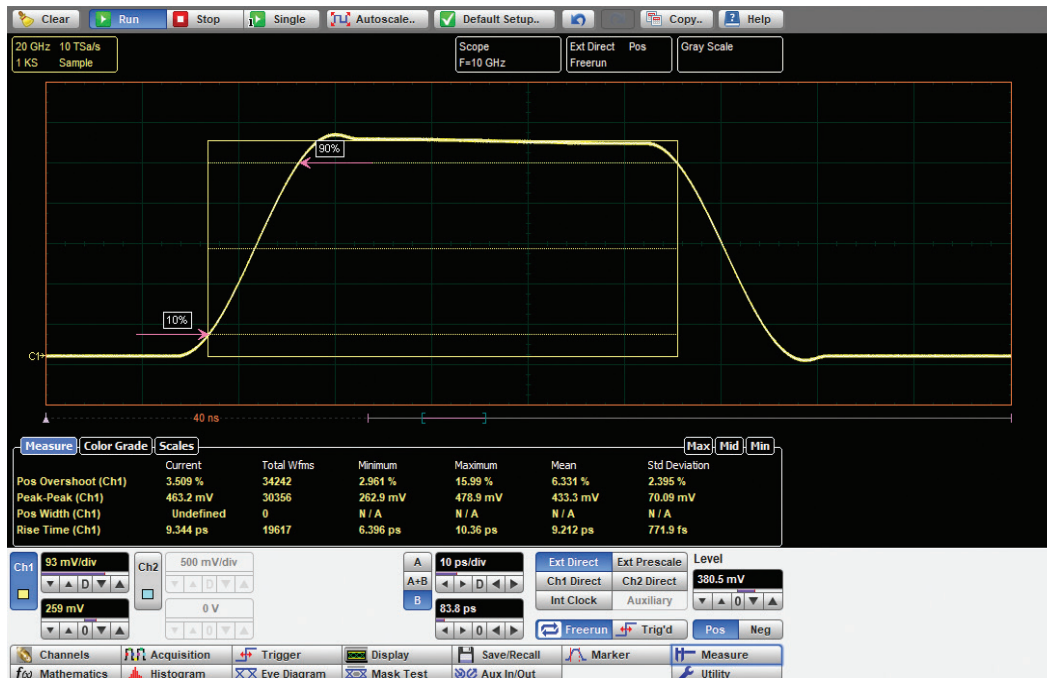 Clear Run Stop Single Autoscale.. Default Setup.. Copy.. Help
20 GHz 10 TSa/s
1 KS Sample
Scope
F=10 GHz
Ext Direct Pos
Freerun
Gray Scale
90%
10%
C1
40 ns
Measure Color Grade Scales Max Mid Min
Current Total Wfms Minimum Maximum Mean Std Deviation
Pos Overshoot (Ch1) 3.509 % 34242 2.961 % 15.99 % 6.331 % 2.395 %
Peak-Peak (Ch1) 463.2 mV 30356 262.9 mV 478.9 mV 433.3 mV 70.09 mV
Pos Width (Ch1) Undefined 0 N / A N / A N / A N / A
Rise Time (Ch1) 9.344 ps 19617 6.396 ps 10.36 ps 9.212 ps 771.9 fs
Ch1 93 mV/div Ch2 500 mV/div A 10 ps/div Ext Direct Ext Prescale Level
D D A+B D Ch1 Direct Ch2 Direct 380.5 mV
259 mV 0 V B 83.8 ps Int Clock Auxiliary 0
0 0 0 Freerun Trig'd Pos Neg
Channels Acquisition Trigger Display Save/Recall Marker Measure
f(x) Mathematics Histogram Eye Diagram Mask Test Aux In/Out Utility